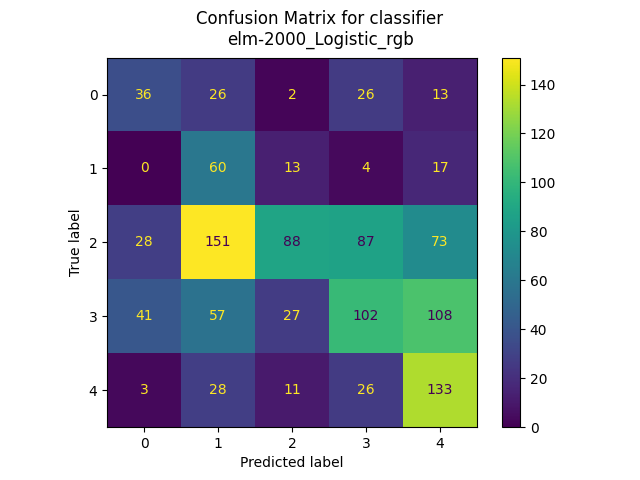 Confusion Matrix for classifier
elm-2000_Logistic_rgb
True label
0 36 26 2 26 13
1 0 60 13 4 17
2 28 151 88 87 73
3 41 57 27 102 108
4 3 28 11 26 133
0 1 2 3 4
Predicted label
140
120
100
80
60
40
20
0